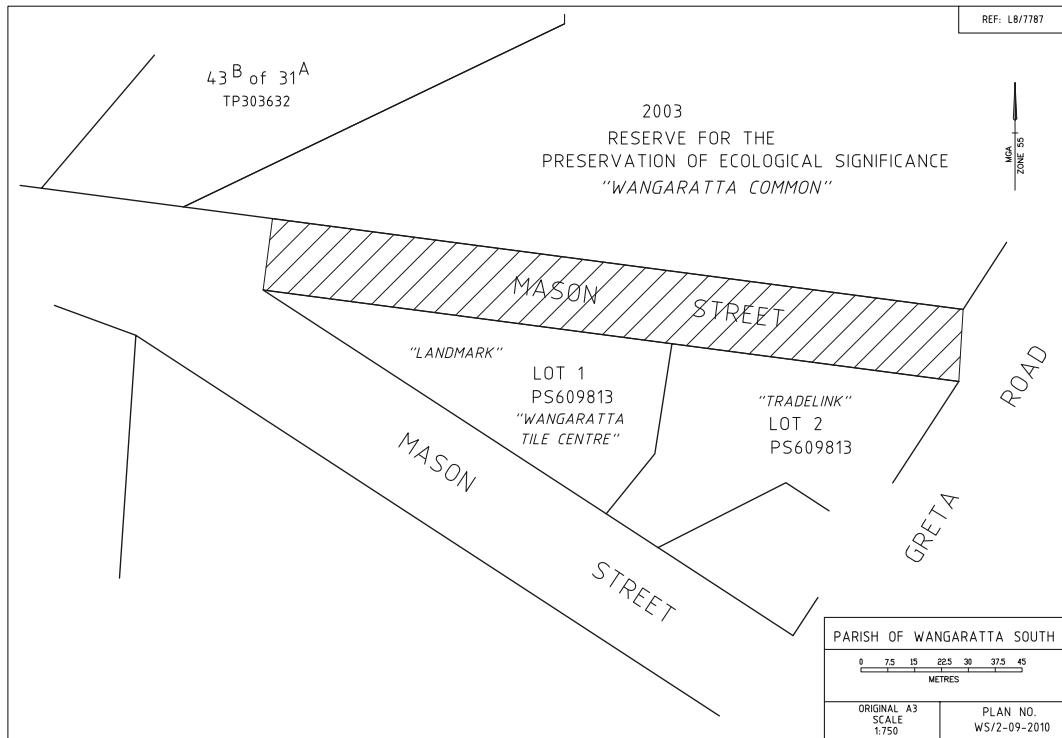 REF: L8/7787
43 B of 31 A
TP303632
2003
RESERVE FOR THE
PRESERVATION OF ECOLOGICAL SIGNIFICANCE
"WANGARATTA COMMON"
MGA
ZONE 55
MASON STREET
"LANDMARK"
LOT 1
PS609813
"WANGARATTA
TILE CENTRE"
"TRADELINK"
LOT 2
PS609813
GRETA ROAD
MASON STREET
PARISH OF WANGARATTA SOUTH
0 7.5 15 22.5 30 37.5 45
METRES
ORIGINAL A3
SCALE
1:750
PLAN NO.
WS/2-09-2010